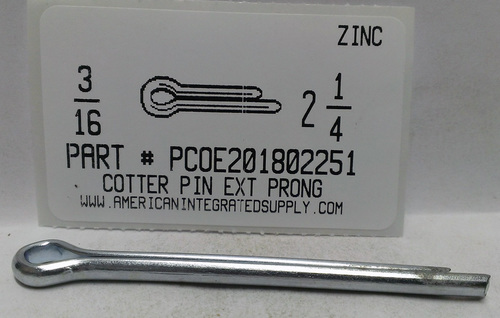 ZINC
3/16 2 1/4
PART # PCOE201802251
COTTER PIN EXT PRONG
WWW.AMERICANINTEGRATEDSUPPLY.COM